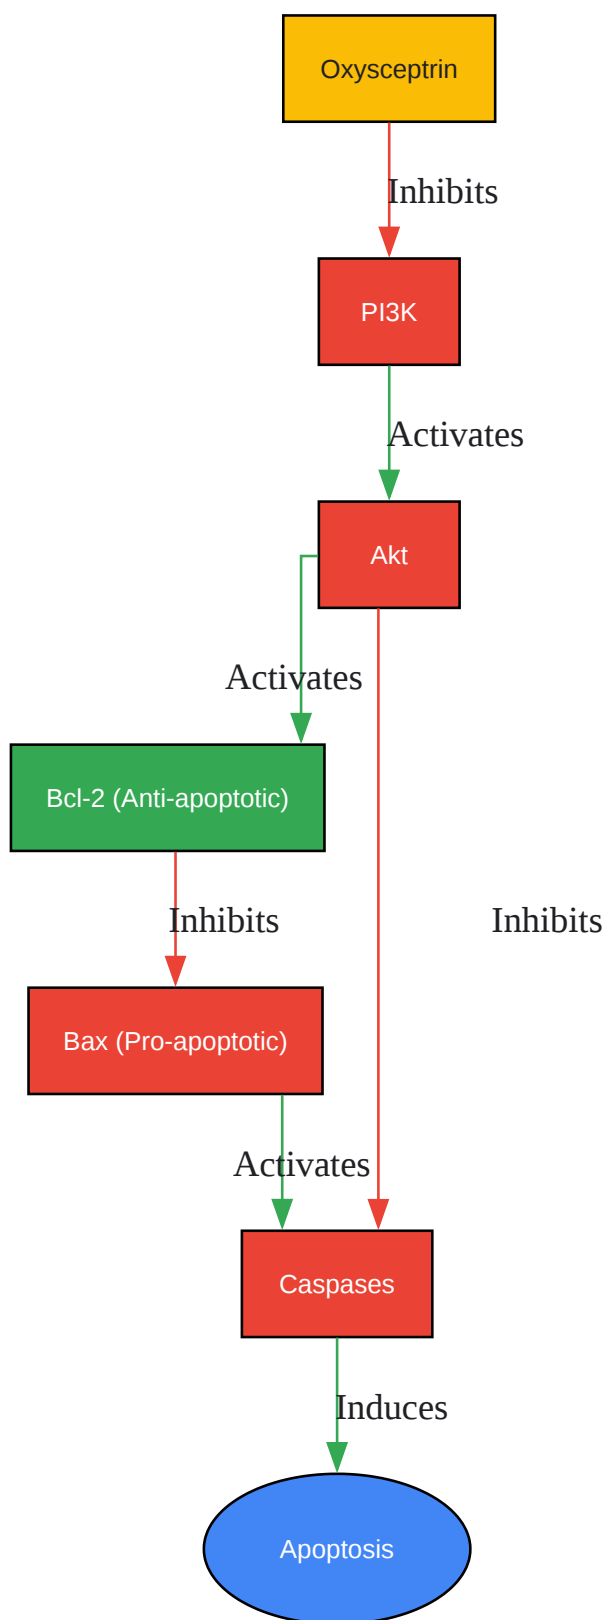 Oxysceptrin
Inhibits
PI3K
Activates
Akt
Activates
Bcl-2 (Anti-apoptotic)
Inhibits
Inhibits
Bax (Pro-apoptotic)
Activates
Caspases
Induces
Apoptosis